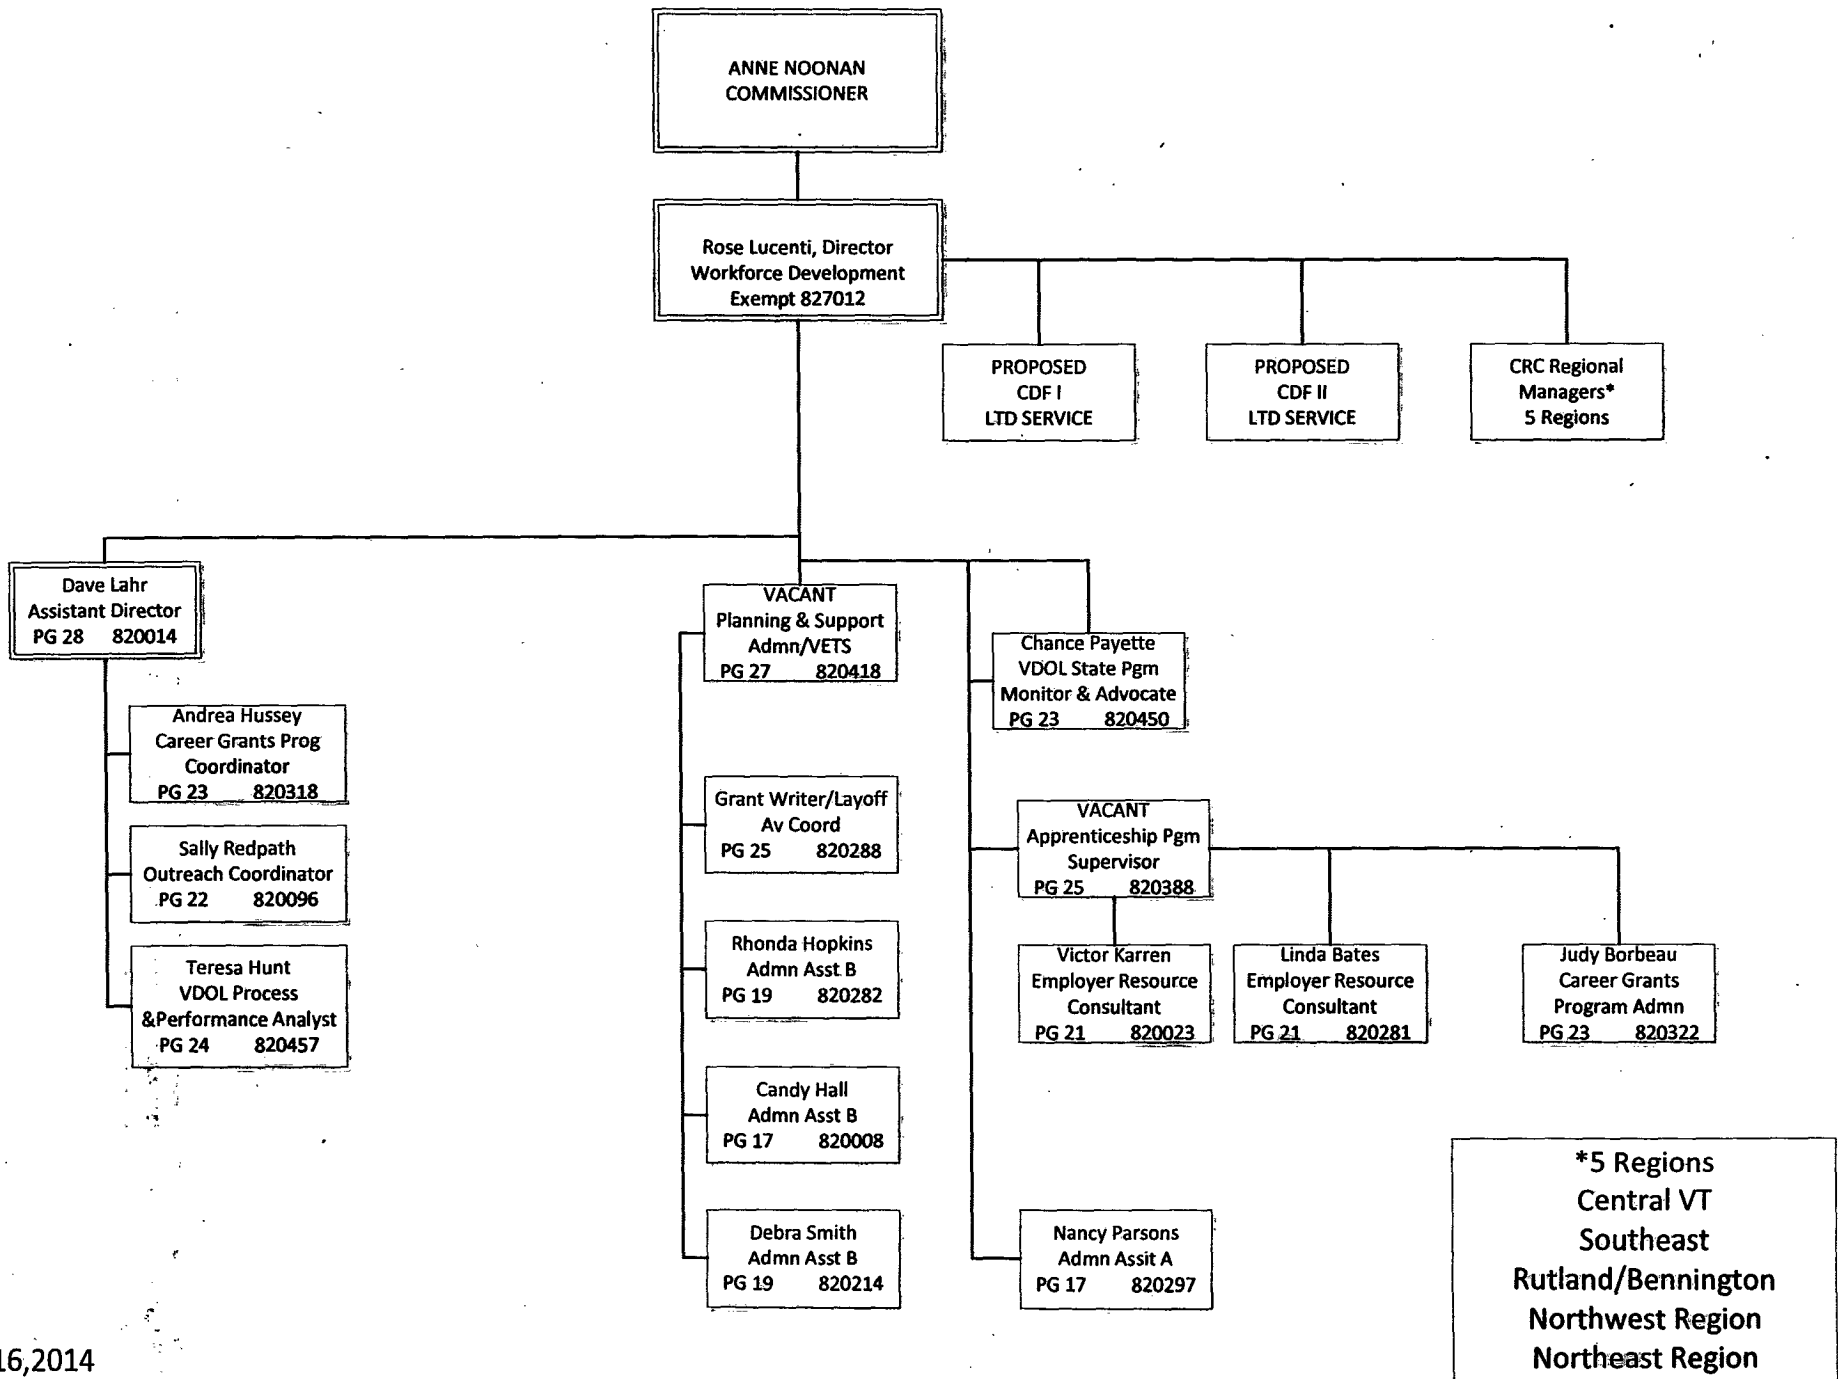 ANNE NOONAN
COMMISSIONER
Rose Lucenti, Director
Workforce Development
Exempt 827012
PROPOSED
CDF I
LTD SERVICE
PROPOSED
CDF II
LTD SERVICE
CRC Regional
Managers*
5 Regions
Dave Lahr
Assistant Director
PG 28 820014
Andrea Hussey
Career Grants Prog
Coordinator
PG 23 820318
Sally Redpath
Outreach Coordinator
PG 22 820096
Teresa Hunt
VDOL Process
&Performance Analyst
PG 24 820457
VACANT
Planning & Support
Admn/VETS
PG 27 820418
Grant Writer/Layoff
Av Coord
PG 25 820288
Rhonda Hopkins
Admn Asst B
PG 19 820282
Candy Hall
Admn Asst B
PG 17 820008
Debra Smith
Admn Asst B
PG 19 820214
Chance Payette
VDOL State Pgm
Monitor & Advocate
PG 23 820450
VACANT
Apprenticeship Pgm
Supervisor
PG 25 820388
Victor Karren
Employer Resource
Consultant
PG 21 820023
Linda Bates
Employer Resource
Consultant
PG 21 820281
Judy Borbeau
Career Grants
Program Admn
PG 23 820322
Nancy Parsons
Admn Assit A
PG 17 820297
*5 Regions
Central VT
Southeast
Rutland/Bennington
Northwest Region
Northeast Region
16,2014